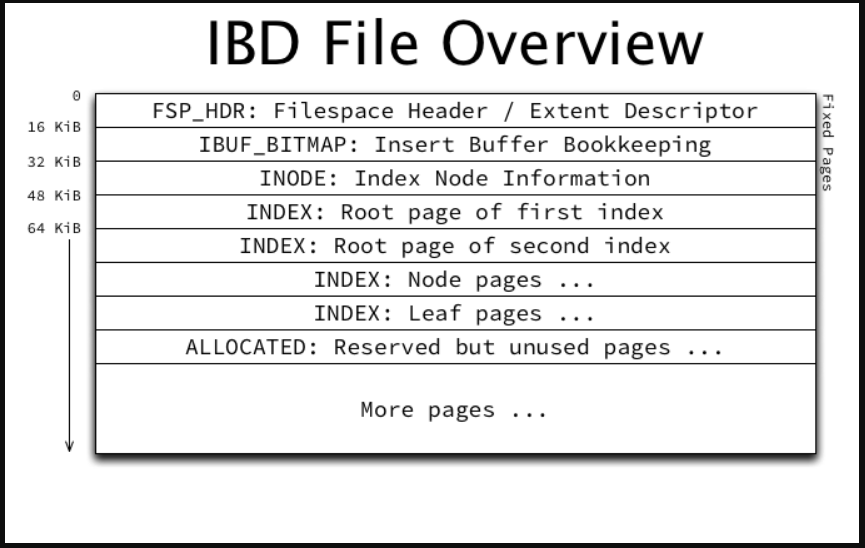 IBD File Overview
0
FSP_HDR: Filespace Header / Extent Descriptor
Fixed Pages
16 KiB
IBUF_BITMAP: Insert Buffer Bookkeeping
32 KiB
INODE: Index Node Information
48 KiB
INDEX: Root page of first index
64 KiB
INDEX: Root page of second index
INDEX: Node pages ...
INDEX: Leaf pages ...
ALLOCATED: Reserved but unused pages ...
More pages ...